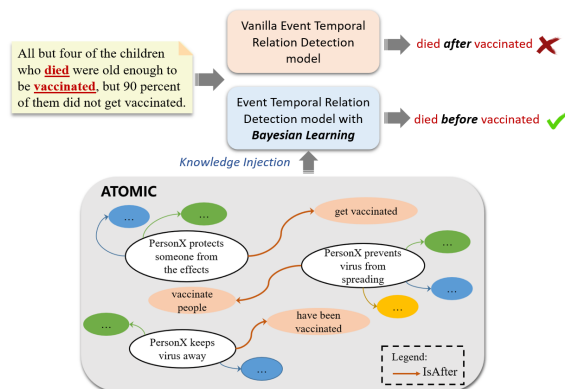 Vanilla Event Temporal
Relation Detection
model
died after vaccinated
All but four of the children
who died were old enough to
be vaccinated, but 90 percent
of them did not get vaccinated.
Event Temporal Relation
Detection model with
Bayesian Learning
died before vaccinated
Knowledge Injection
ATOMIC
...
...
get vaccinated
PersonX protects
someone from
the effects
PersonX prevents
virus from
spreading
...
...
...
vaccinate
people
have been
vaccinated
...
PersonX keeps
virus away
...
Legend:
IsAfter